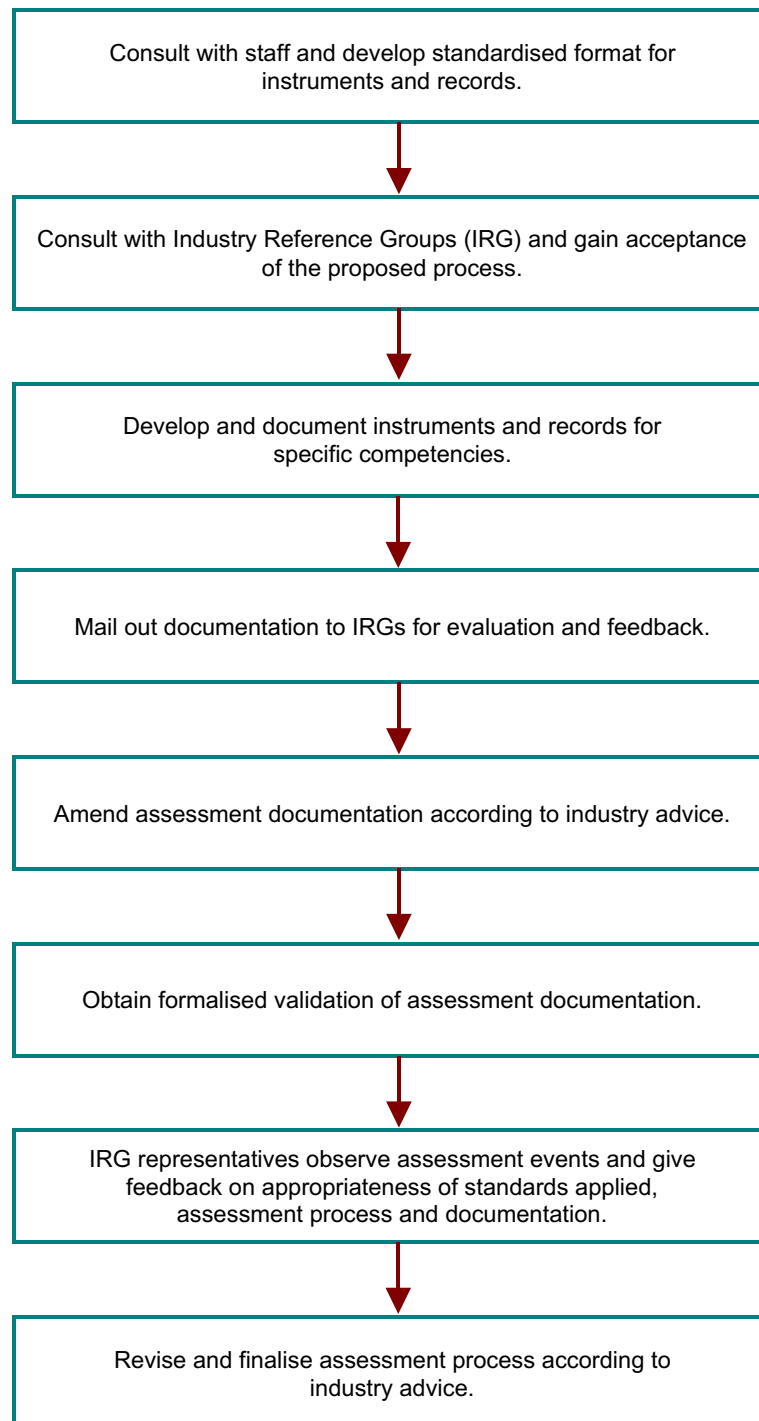 Consult with staff and develop standardised format for
instruments and records.
Consult with Industry Reference Groups (IRG) and gain acceptance
of the proposed process.
Develop and document instruments and records for
specific competencies.
Mail out documentation to IRGs for evaluation and feedback.
Amend assessment documentation according to industry advice.
Obtain formalised validation of assessment documentation.
IRG representatives observe assessment events and give
feedback on appropriateness of standards applied,
assessment process and documentation.
Revise and finalise assessment process according to
industry advice.